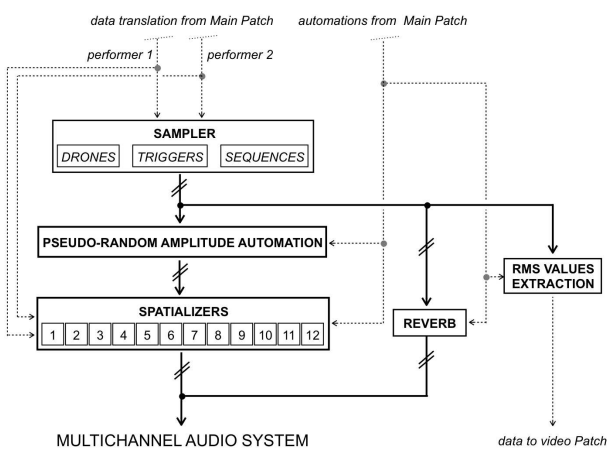 data translation from Main Patch
automations from Main Patch
performer 1
performer 2
SAMPLER
DRONES
TRIGGERS
SEQUENCES
PSEUDO-RANDOM AMPLITUDE AUTOMATION
RMS VALUES
EXTRACTION
SPATIALIZERS
1 2 3 4 5 6 7 8 9 10 11 12
REVERB
MULTICHANNEL AUDIO SYSTEM
data to video Patch